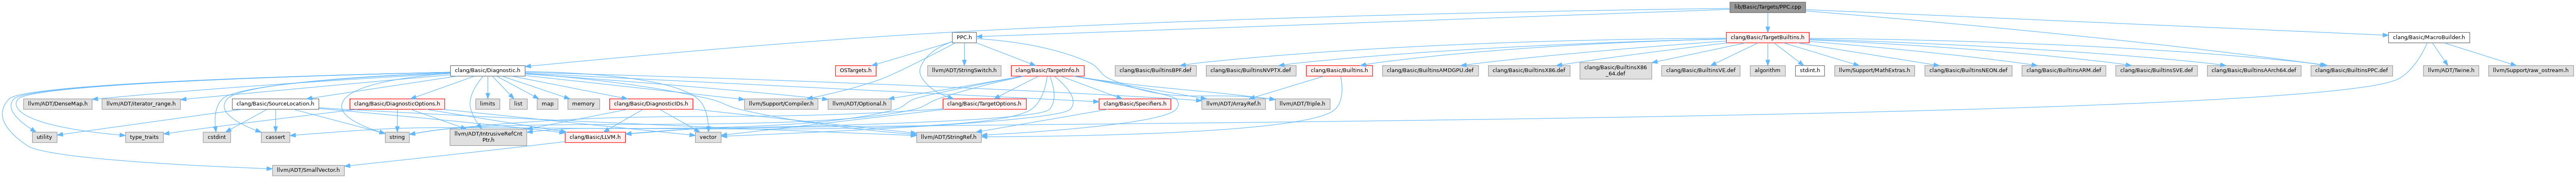 lib/Basic/Targets/PPC.cpp
PPC.h
clang/Basic/TargetBuiltins.h
clang/Basic/MacroBuilder.h
clang/Basic/Diagnostic.h
OSTargets.h
llvm/ADT/StringSwitch.h
clang/Basic/TargetInfo.h
clang/Basic/BuiltinsBPF.def
clang/Basic/BuiltinsNVPTX.def
clang/Basic/Builtins.h
clang/Basic/BuiltinsAMDGPU.def
clang/Basic/BuiltinsX86.def
clang/Basic/BuiltinsX86
_64.def
clang/Basic/BuiltinsVE.def
algorithm
stdint.h
llvm/Support/MathExtras.h
clang/Basic/BuiltinsNEON.def
clang/Basic/BuiltinsARM.def
clang/Basic/BuiltinsSVE.def
clang/Basic/BuiltinsAArch64.def
clang/Basic/BuiltinsPPC.def
llvm/ADT/Twine.h
llvm/Support/raw_ostream.h
llvm/ADT/DenseMap.h
llvm/ADT/iterator_range.h
clang/Basic/SourceLocation.h
clang/Basic/DiagnosticOptions.h
limits
list
map
memory
clang/Basic/DiagnosticIDs.h
llvm/Support/Compiler.h
llvm/ADT/Optional.h
clang/Basic/TargetOptions.h
clang/Basic/Specifiers.h
llvm/ADT/ArrayRef.h
llvm/ADT/Triple.h
utility
type_traits
cstdint
cassert
string
llvm/ADT/IntrusiveRefCnt
Ptr.h
clang/Basic/LLVM.h
vector
llvm/ADT/StringRef.h
llvm/ADT/SmallVector.h